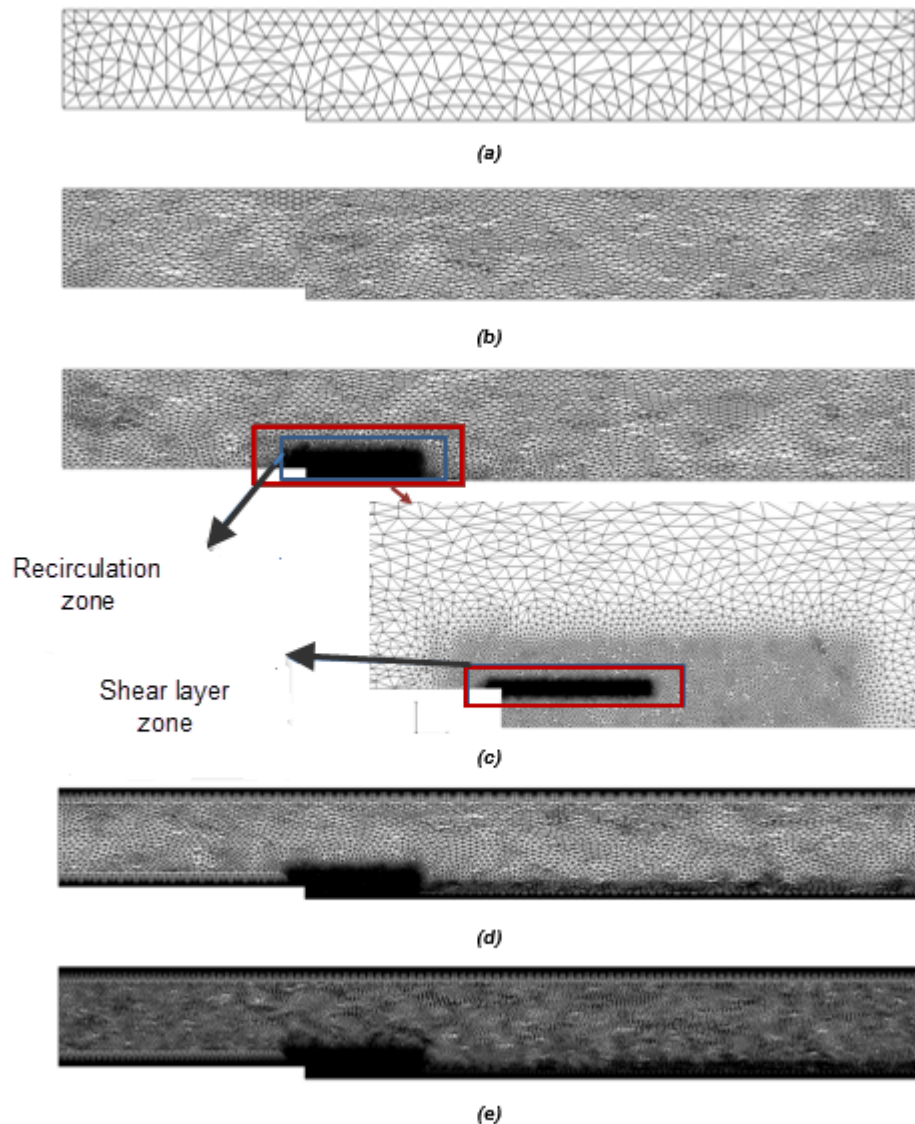 (a)
(b)
Recirculation
zone
Shear layer
zone
(c)
(d)
(e)